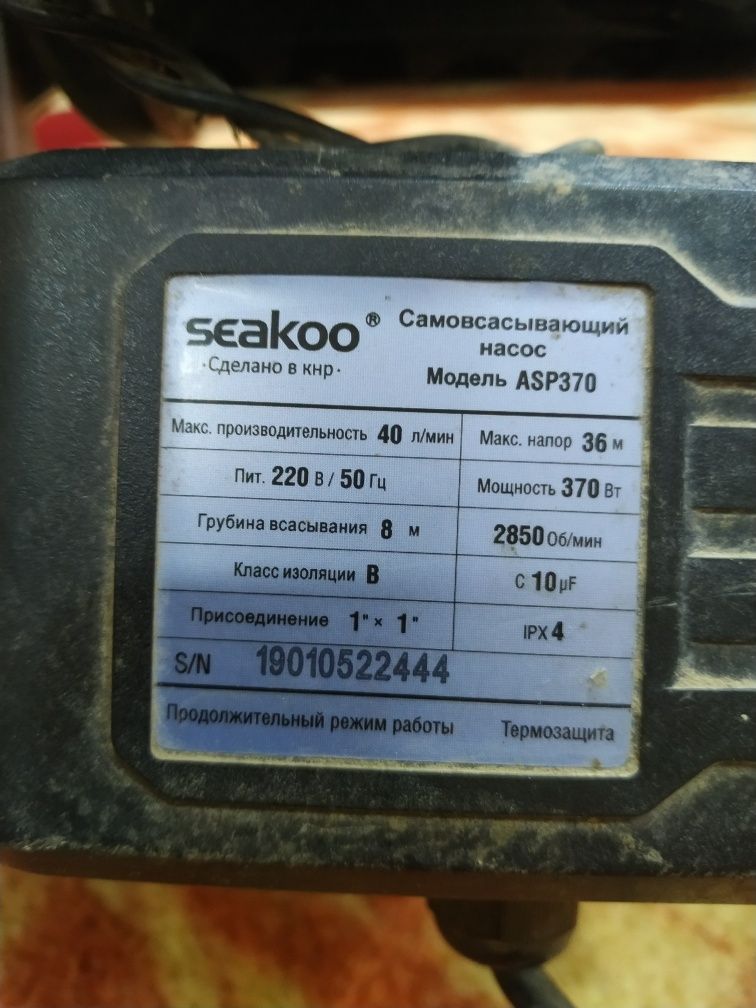 seakoo®
·Сделано в кнр·
Самовсасывающий
насос
Модель ASP370
Макс. производительность 40 л/мин
Макс. напор 36 м
Пит. 220 В / 50 Гц
Мощность 370 Вт
Грубина всасывания 8 м
2850 Об/мин
Класс изоляции B
C 10 µF
Присоединение 1" × 1"
IPX 4
S/N 19010522444
Продолжительный режим работы
Термозащита